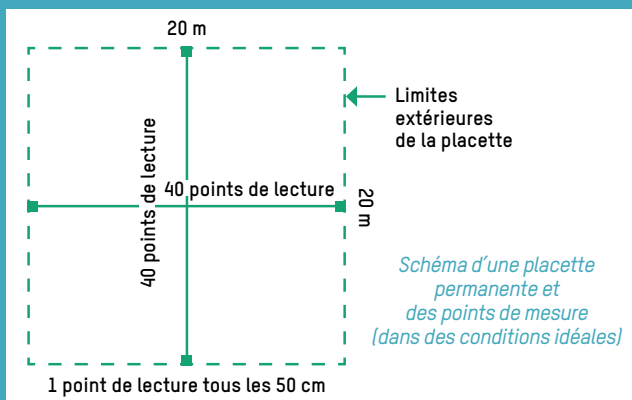 20 m
Limites
extérieures
de la placette
40 points de lecture
40 points de lecture
20 m
Schéma d'une placette
permanente et
des points de mesure
(dans des conditions idéales)
1 point de lecture tous les 50 cm